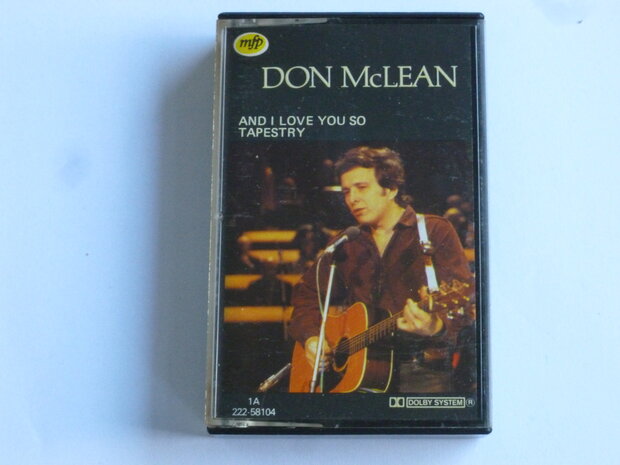 mfp
DON McLEAN
AND I LOVE YOU SO
TAPESTRY
1A
222-58104
DOLBY SYSTEM ®